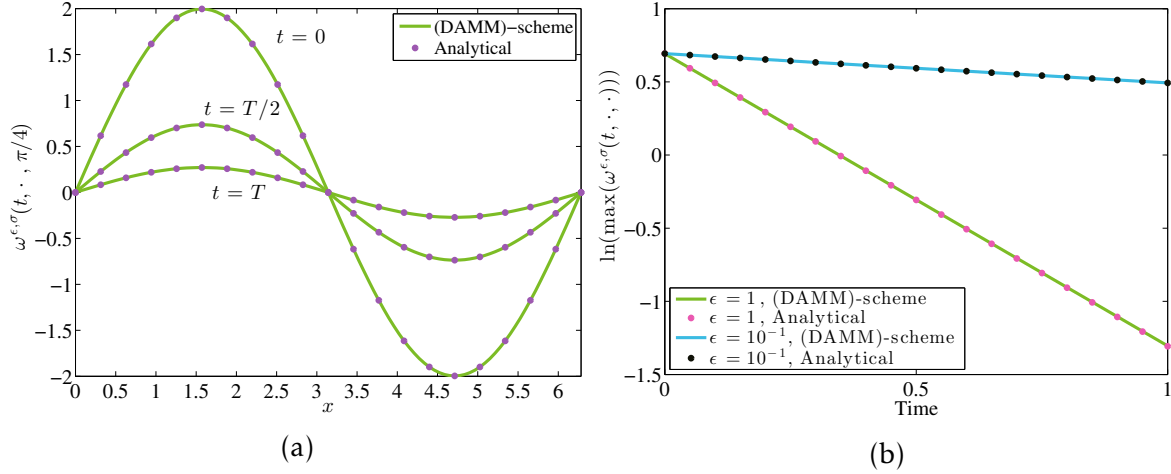 2
1.5
1
0.5
0
−0.5
−1
−1.5
−2
ω^{ϵ,σ}(t, · , π/4)
t = 0
t = T/2
t = T
(DAMM)−scheme
Analytical
0 0.5 1 1.5 2 2.5 3 3.5 4 4.5 5 5.5 6
x
(a)
1
0.5
0
−0.5
−1
−1.5
ln(max(ω^{ϵ,σ}(t, ·, ·)))
ϵ = 1, (DAMM)-scheme
ϵ = 1, Analytical
ϵ = 10⁻¹, (DAMM)-scheme
ϵ = 10⁻¹, Analytical
0 0.5 1
Time
(b)